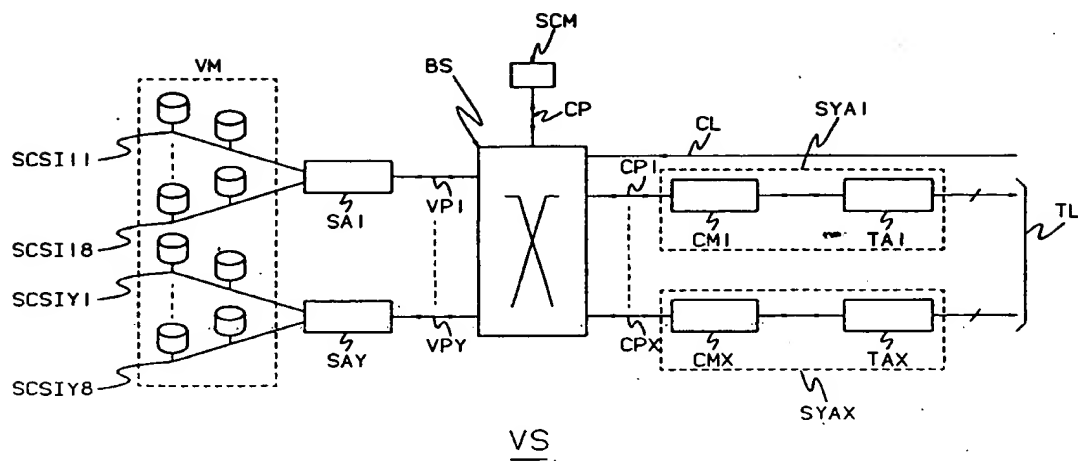 SCM
VM
BS
CP
SYA1
CL
SCSI11
CP1
SA1
VP1
CM1
TA1
TL
SCSI18
SCSIY1
SAY
VPY
CPX
CMX
TAX
SCSIY8
SYAX
VS